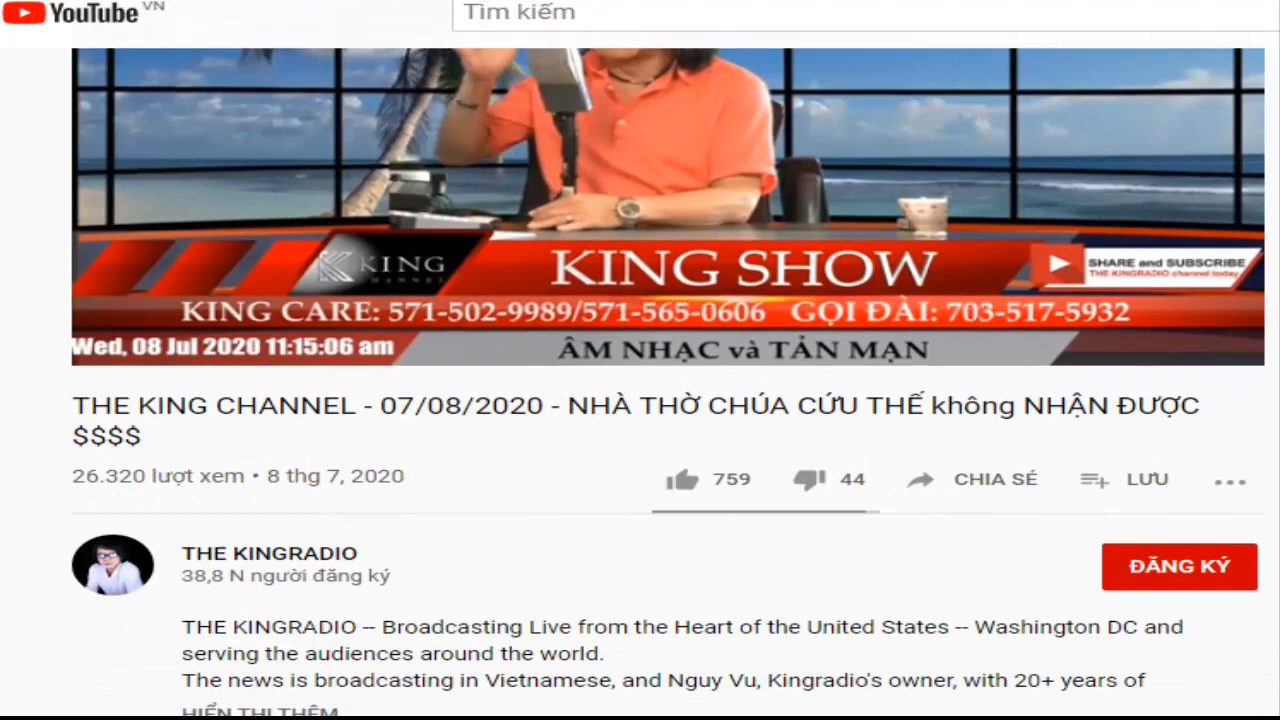 YouTube VN
Tìm kiếm
KING
CHANNEL
KING SHOW
SHARE and SUBSCRIBE
THE KINGRADIO channel today
KING CARE: 571-502-9989/571-565-0606 GỌI ĐÀI: 703-517-5932
Wed, 08 Jul 2020 11:15:06 am
ÂM NHẠC và TẢN MẠN
THE KING CHANNEL - 07/08/2020 - NHÀ THỜ CHÚA CỨU THẾ không NHẬN ĐƯỢC
$$$$
26.320 lượt xem • 8 thg 7, 2020
759
44
CHIA SẺ
LƯU
THE KINGRADIO
38,8 N người đăng ký
ĐĂNG KÝ
THE KINGRADIO -- Broadcasting Live from the Heart of the United States -- Washington DC and
serving the audiences around the world.
The news is broadcasting in Vietnamese, and Nguy Vu, Kingradio's owner, with 20+ years of
HIỂN THỊ THÊM